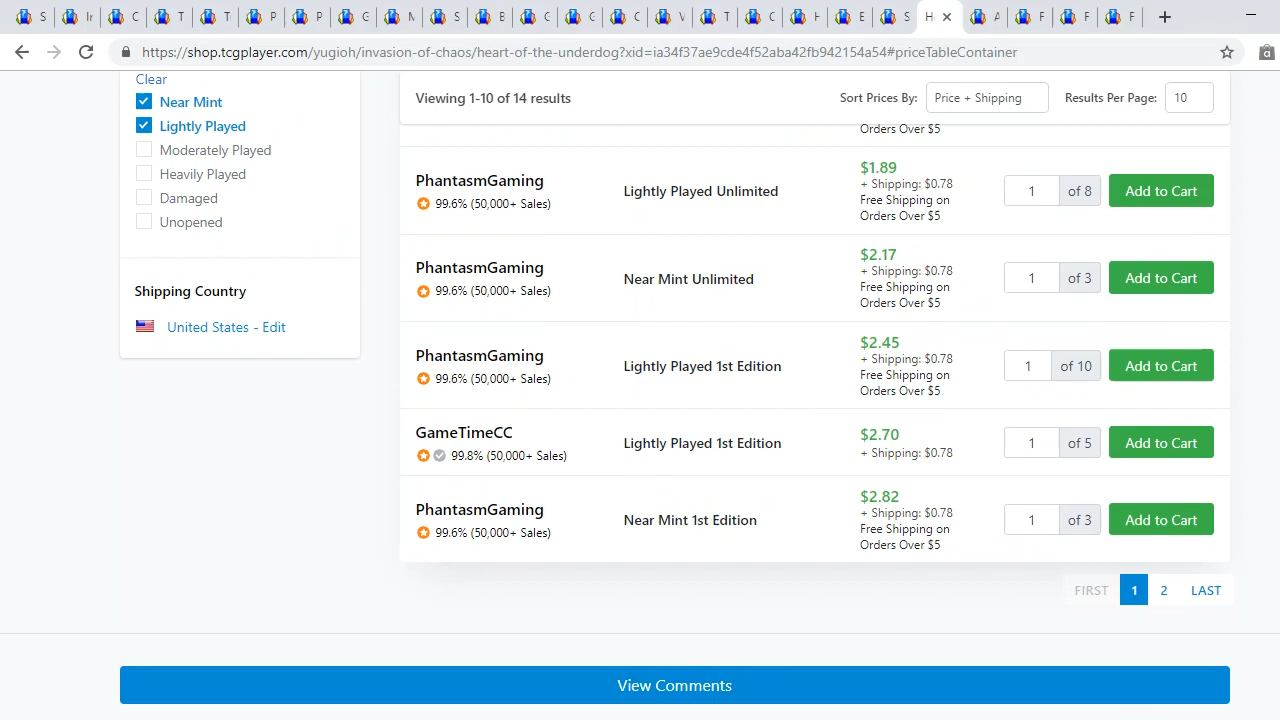 S Ir C T T P P G M S B C C C V T C H E S H A F F F
https://shop.tcgplayer.com/yugioh/invasion-of-chaos/heart-of-the-underdog?xid=ia34f37ae9cde4f52aba42fb942154a54#priceTableContainer
Clear
Near Mint
Lightly Played
Moderately Played
Heavily Played
Damaged
Unopened
Shipping Country
United States - Edit
Viewing 1-10 of 14 results
Sort Prices By: Price + Shipping Results Per Page: 10
Orders Over $5
PhantasmGaming
99.6% (50,000+ Sales)
Lightly Played Unlimited
$1.89
+ Shipping: $0.78
Free Shipping on
Orders Over $5
1 of 8 Add to Cart
PhantasmGaming
99.6% (50,000+ Sales)
Near Mint Unlimited
$2.17
+ Shipping: $0.78
Free Shipping on
Orders Over $5
1 of 3 Add to Cart
PhantasmGaming
99.6% (50,000+ Sales)
Lightly Played 1st Edition
$2.45
+ Shipping: $0.78
Free Shipping on
Orders Over $5
1 of 10 Add to Cart
GameTimeCC
99.8% (50,000+ Sales)
Lightly Played 1st Edition
$2.70
+ Shipping: $0.78
1 of 5 Add to Cart
PhantasmGaming
99.6% (50,000+ Sales)
Near Mint 1st Edition
$2.82
+ Shipping: $0.78
Free Shipping on
Orders Over $5
1 of 3 Add to Cart
FIRST 1 2 LAST
View Comments